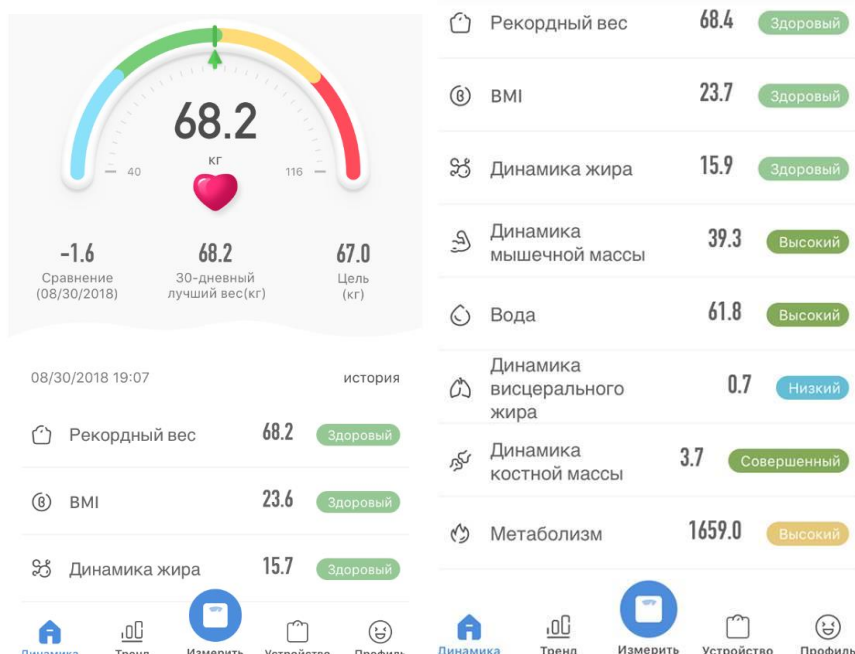 68.2
кг
40
116
-1.6
68.2
67.0
Сравнение
(08/30/2018)
30-дневный
лучший вес(кг)
Цель
(кг)
08/30/2018 19:07
история
Рекордный вес 68.2 Здоровый
BMI 23.6 Здоровый
Динамика жира 15.7 Здоровый
Динамика Тренд Измерить Устройство Профиль
Рекордный вес 68.4 Здоровый
BMI 23.7 Здоровый
Динамика жира 15.9 Здоровый
Динамика
мышечной массы 39.3 Высокий
Вода 61.8 Высокий
Динамика
висцерального 0.7 Низкий
жира
Динамика
костной массы 3.7 Совершенный
Метаболизм 1659.0 Высокий
Динамика Тренд Измерить Устройство Профиль